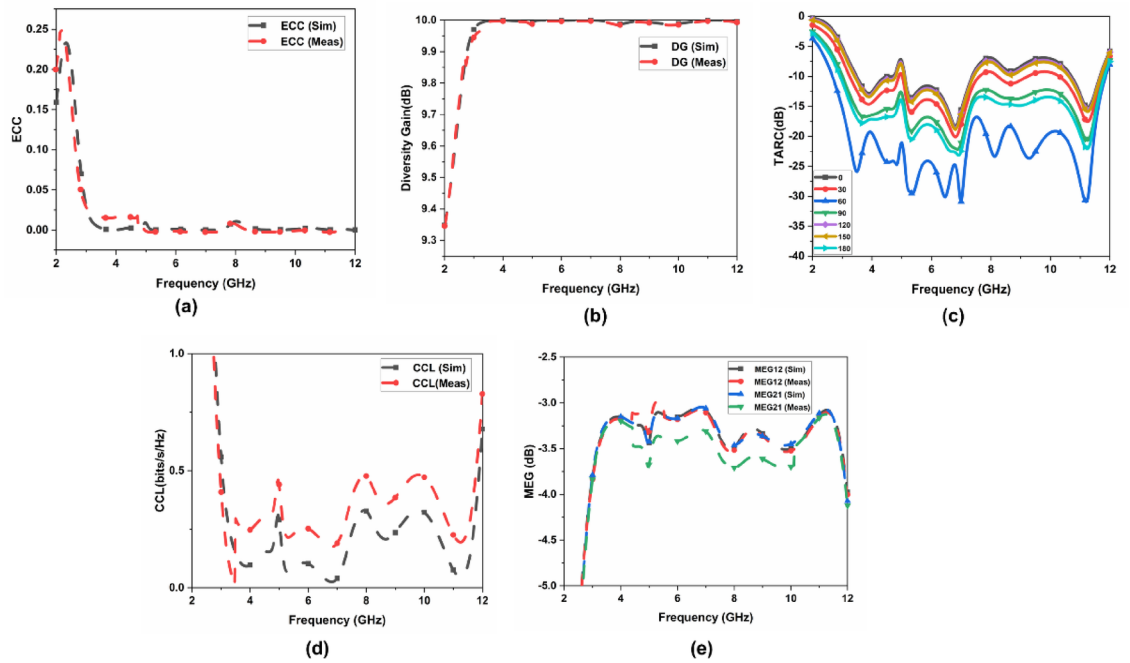 0.25
0.20
0.15
0.10
0.05
0.00
ECC
ECC (Sim)
ECC (Meas)
2 4 6 8 10 12
Frequency (GHz)
(a)
10.0
9.9
9.8
9.7
9.6
9.5
9.4
9.3
Diversity Gain(dB)
DG (Sim)
DG (Meas)
2 4 6 8 10 12
Frequency (GHz)
(b)
0
-5
-10
-15
-20
-25
-30
-35
-40
TARC(dB)
0
30
60
90
120
150
180
2 4 6 8 10 12
Frequency (GHz)
(c)
1.0
0.5
0.0
CCL(bits/s/Hz)
CCL (Sim)
CCL(Meas)
2 4 6 8 10 12
Frequency (GHz)
(d)
-2.5
-3.0
-3.5
-4.0
-4.5
-5.0
MEG (dB)
MEG12 (Sim)
MEG12 (Meas)
MEG21 (Sim)
MEG21 (Meas)
2 4 6 8 10 12
Frequency (GHz)
(e)